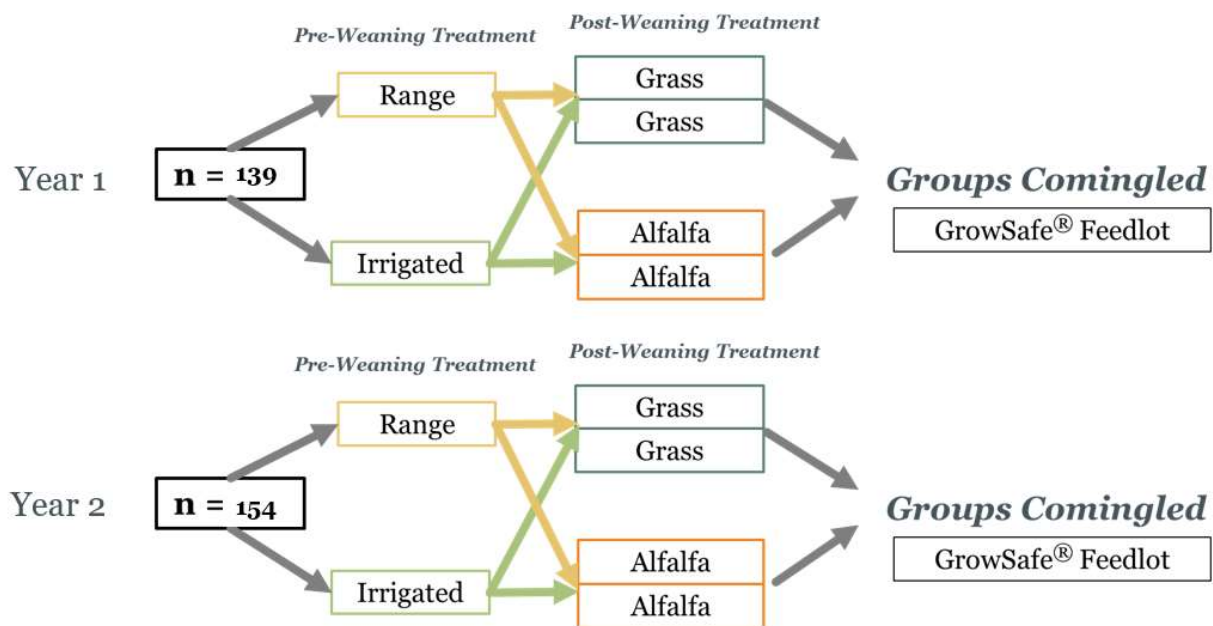 Pre-Weaning Treatment
Post-Weaning Treatment
Range
Grass
Grass
Year 1
n = 139
Groups Comingled
GrowSafe® Feedlot
Irrigated
Alfalfa
Alfalfa
Pre-Weaning Treatment
Post-Weaning Treatment
Range
Grass
Grass
Year 2
n = 154
Groups Comingled
GrowSafe® Feedlot
Irrigated
Alfalfa
Alfalfa